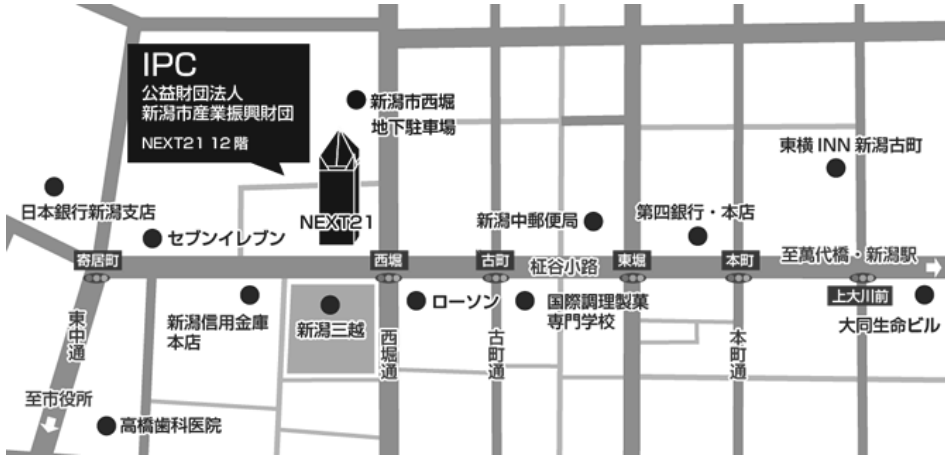 IPC
公益財団法人
新潟市産業振興財団
NEXT21 12階
新潟市西堀
地下駐車場
東横INN新潟古町
日本銀行新潟支店
セブンイレブン
NEXT21
新潟中郵便局
第四銀行・本店
寄居町
西堀
古町
柾谷小路
東堀
本町
至萬代橋・新潟駅
上大川前
東中通
新潟信用金庫
本店
新潟三越
西堀通
ローソン
古町通
国際調理製菓
専門学校
本町通
大同生命ビル
至市役所
高橋歯科医院